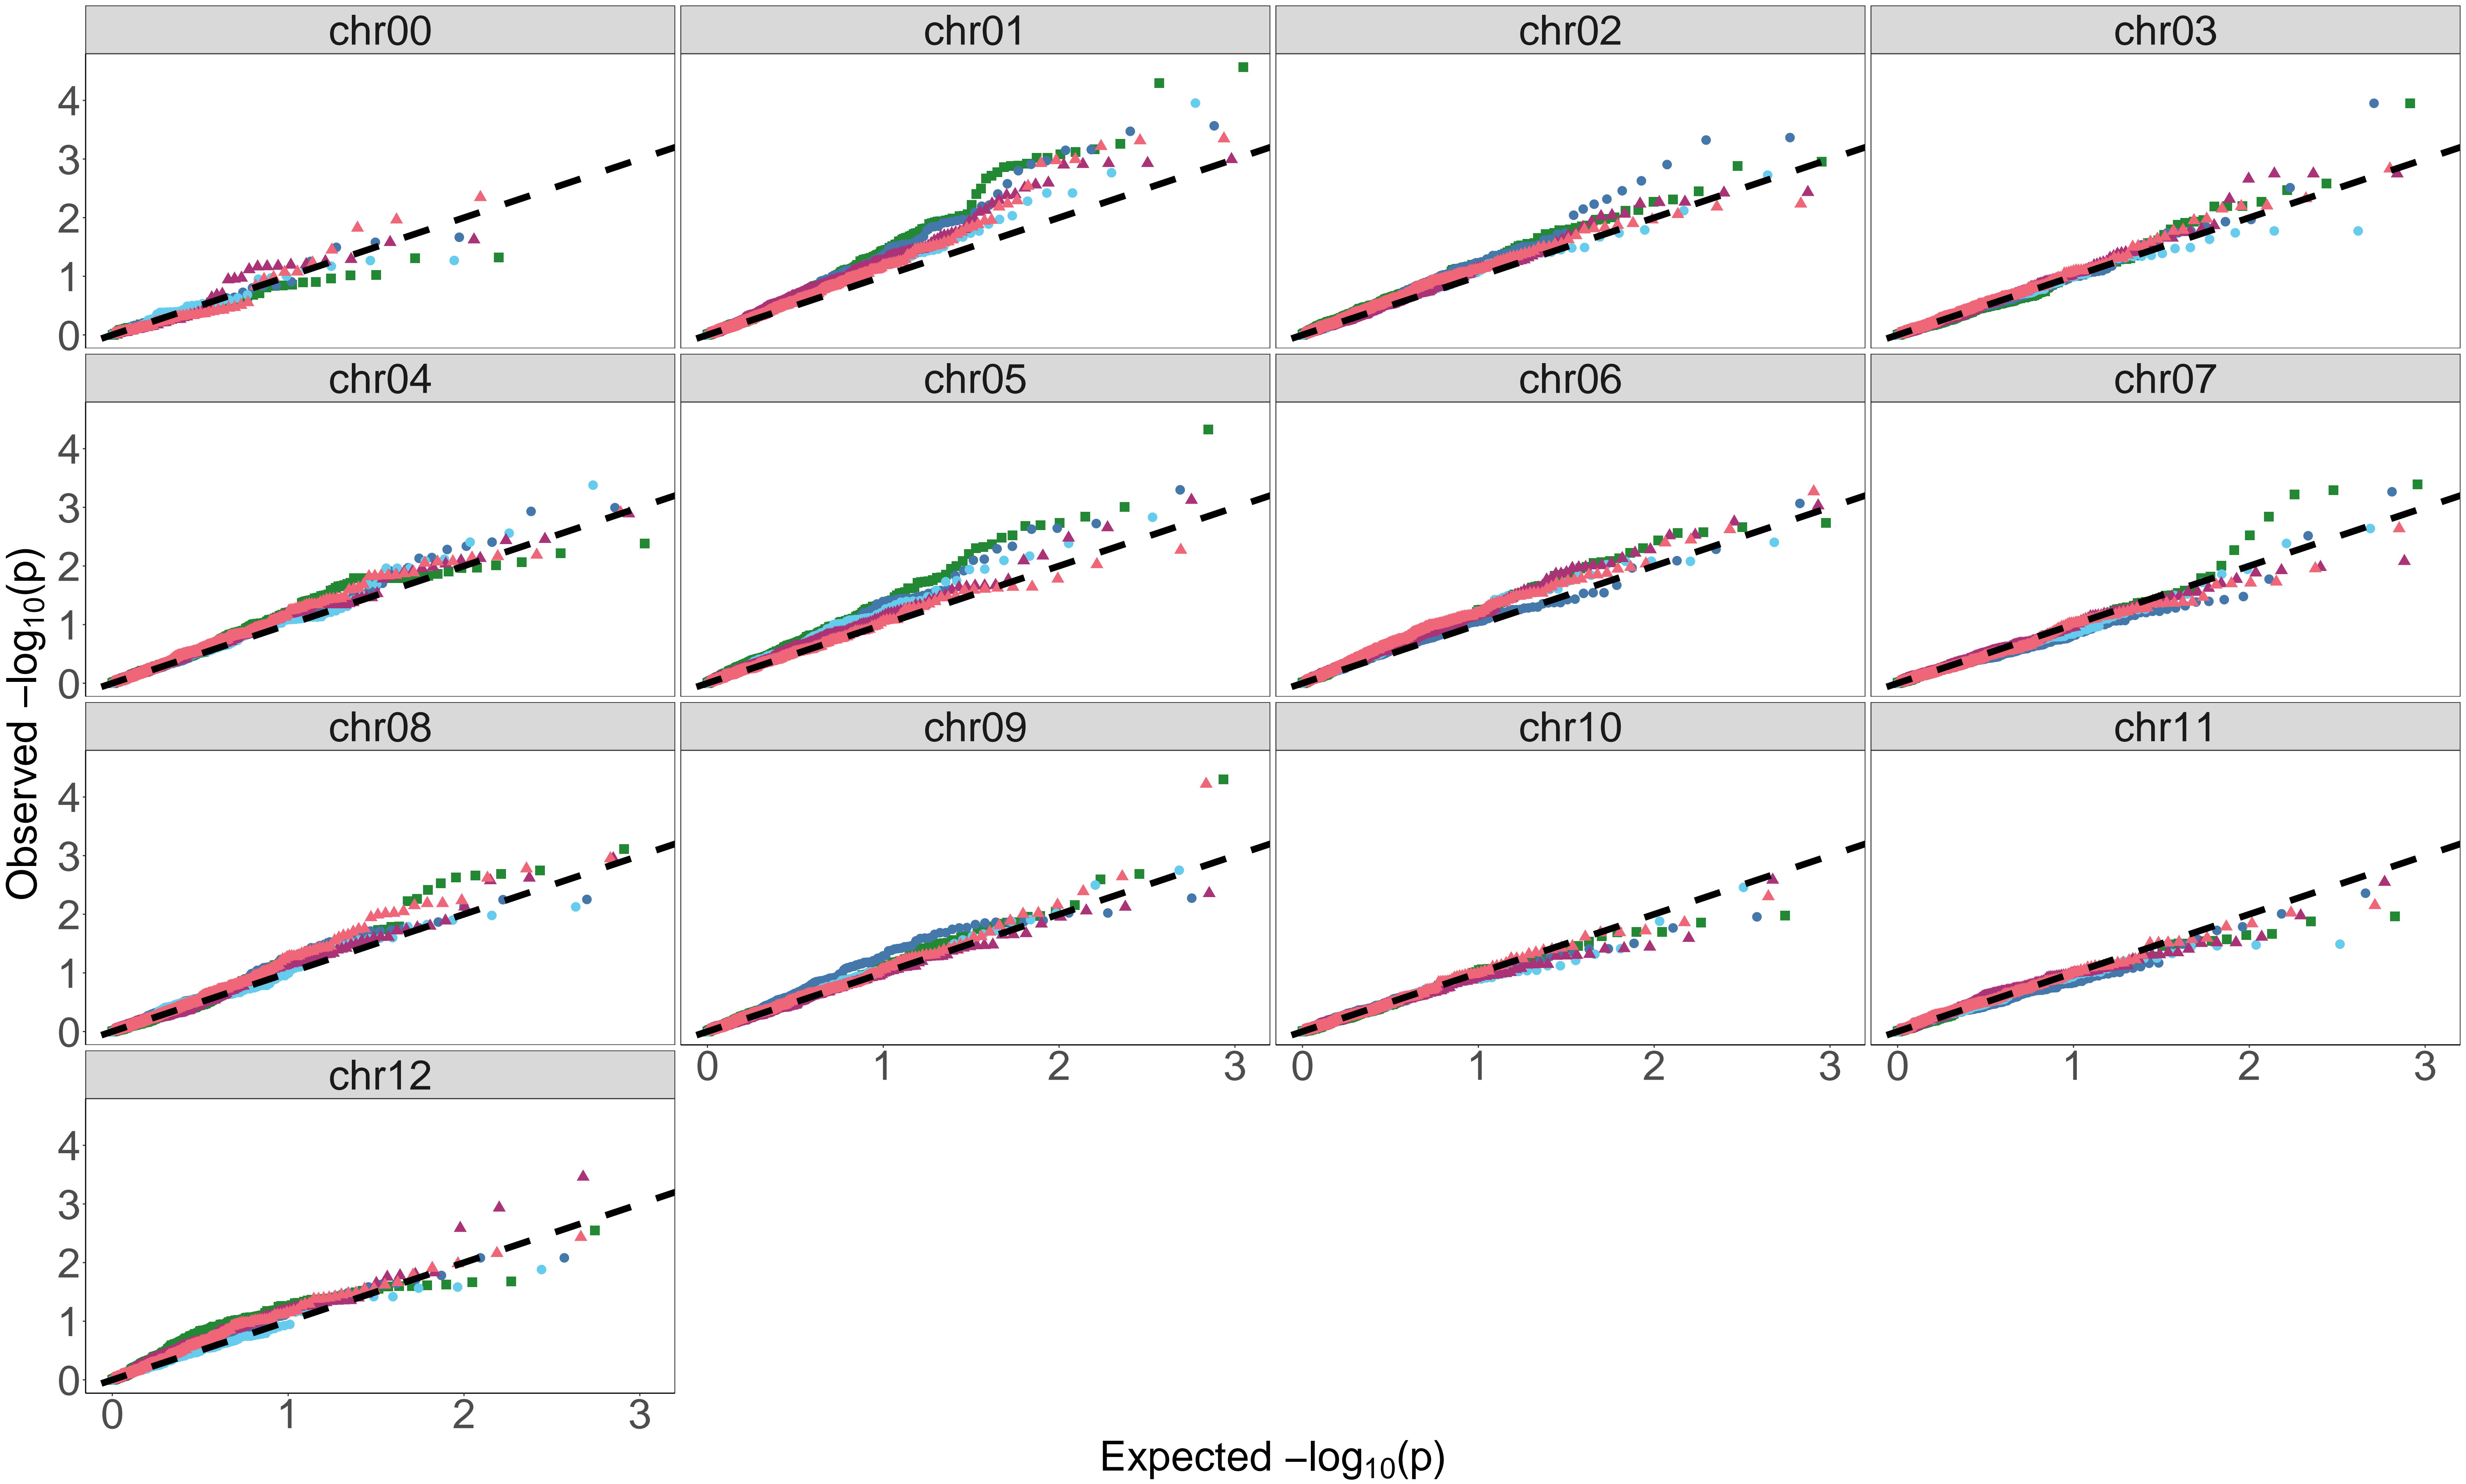 chr00 chr01 chr02 chr03
4
3
2
1
0
chr04 chr05 chr06 chr07
4
3
2
1
0
Observed −log10(p)
chr08 chr09 chr10 chr11
4
3
2
1
0
0 1 2 3 0 1 2 3 0 1 2 3
chr12
4
3
2
1
0
0 1 2 3
Expected −log10(p)